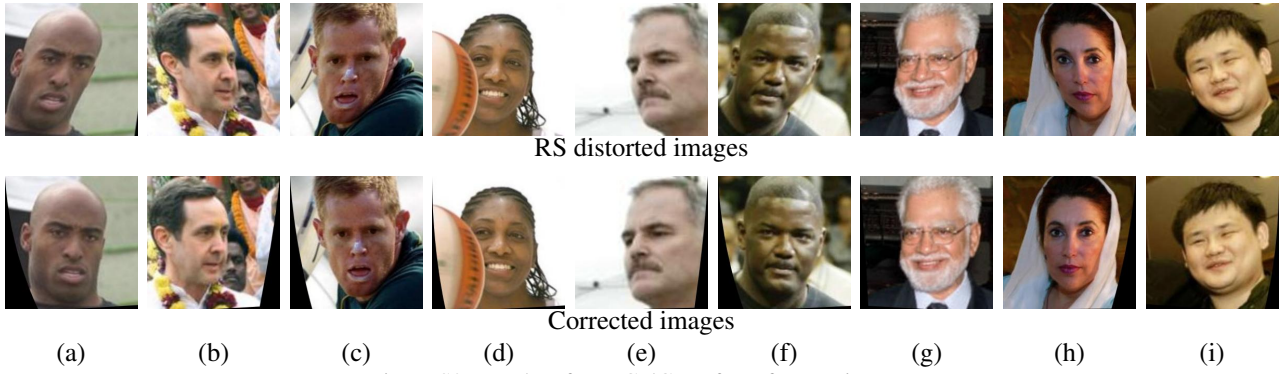 RS distorted images
Corrected images
(a) (b) (c) (d) (e) (f) (g) (h) (i)